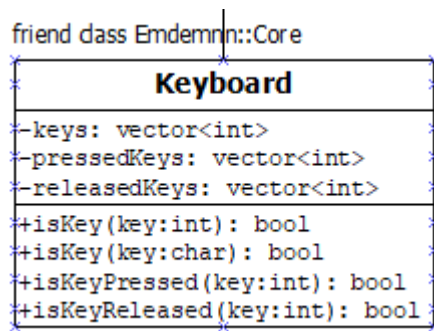 friend class Emdemnn::Core
Keyboard
-keys: vector<int>
-pressedKeys: vector<int>
-releasedKeys: vector<int>
+isKey(key:int): bool
+isKey(key:char): bool
+isKeyPressed(key:int): bool
+isKeyReleased(key:int): bool